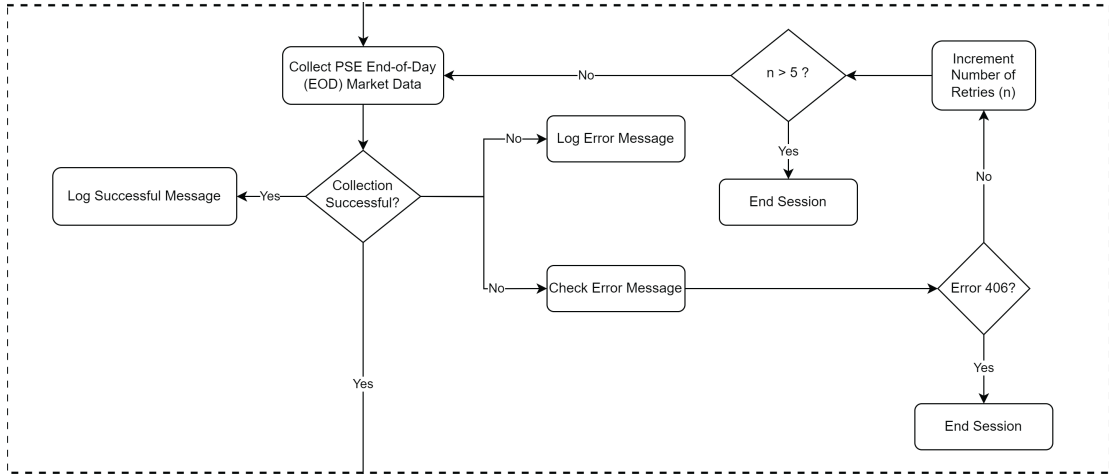 Collect PSE End-of-Day
(EOD) Market Data
No
n > 5 ?
Increment
Number of
Retries (n)
No
Log Error Message
Yes
Log Successful Message
Yes
Collection
Successful?
End Session
No
No
Check Error Message
Error 406?
Yes
Yes
End Session